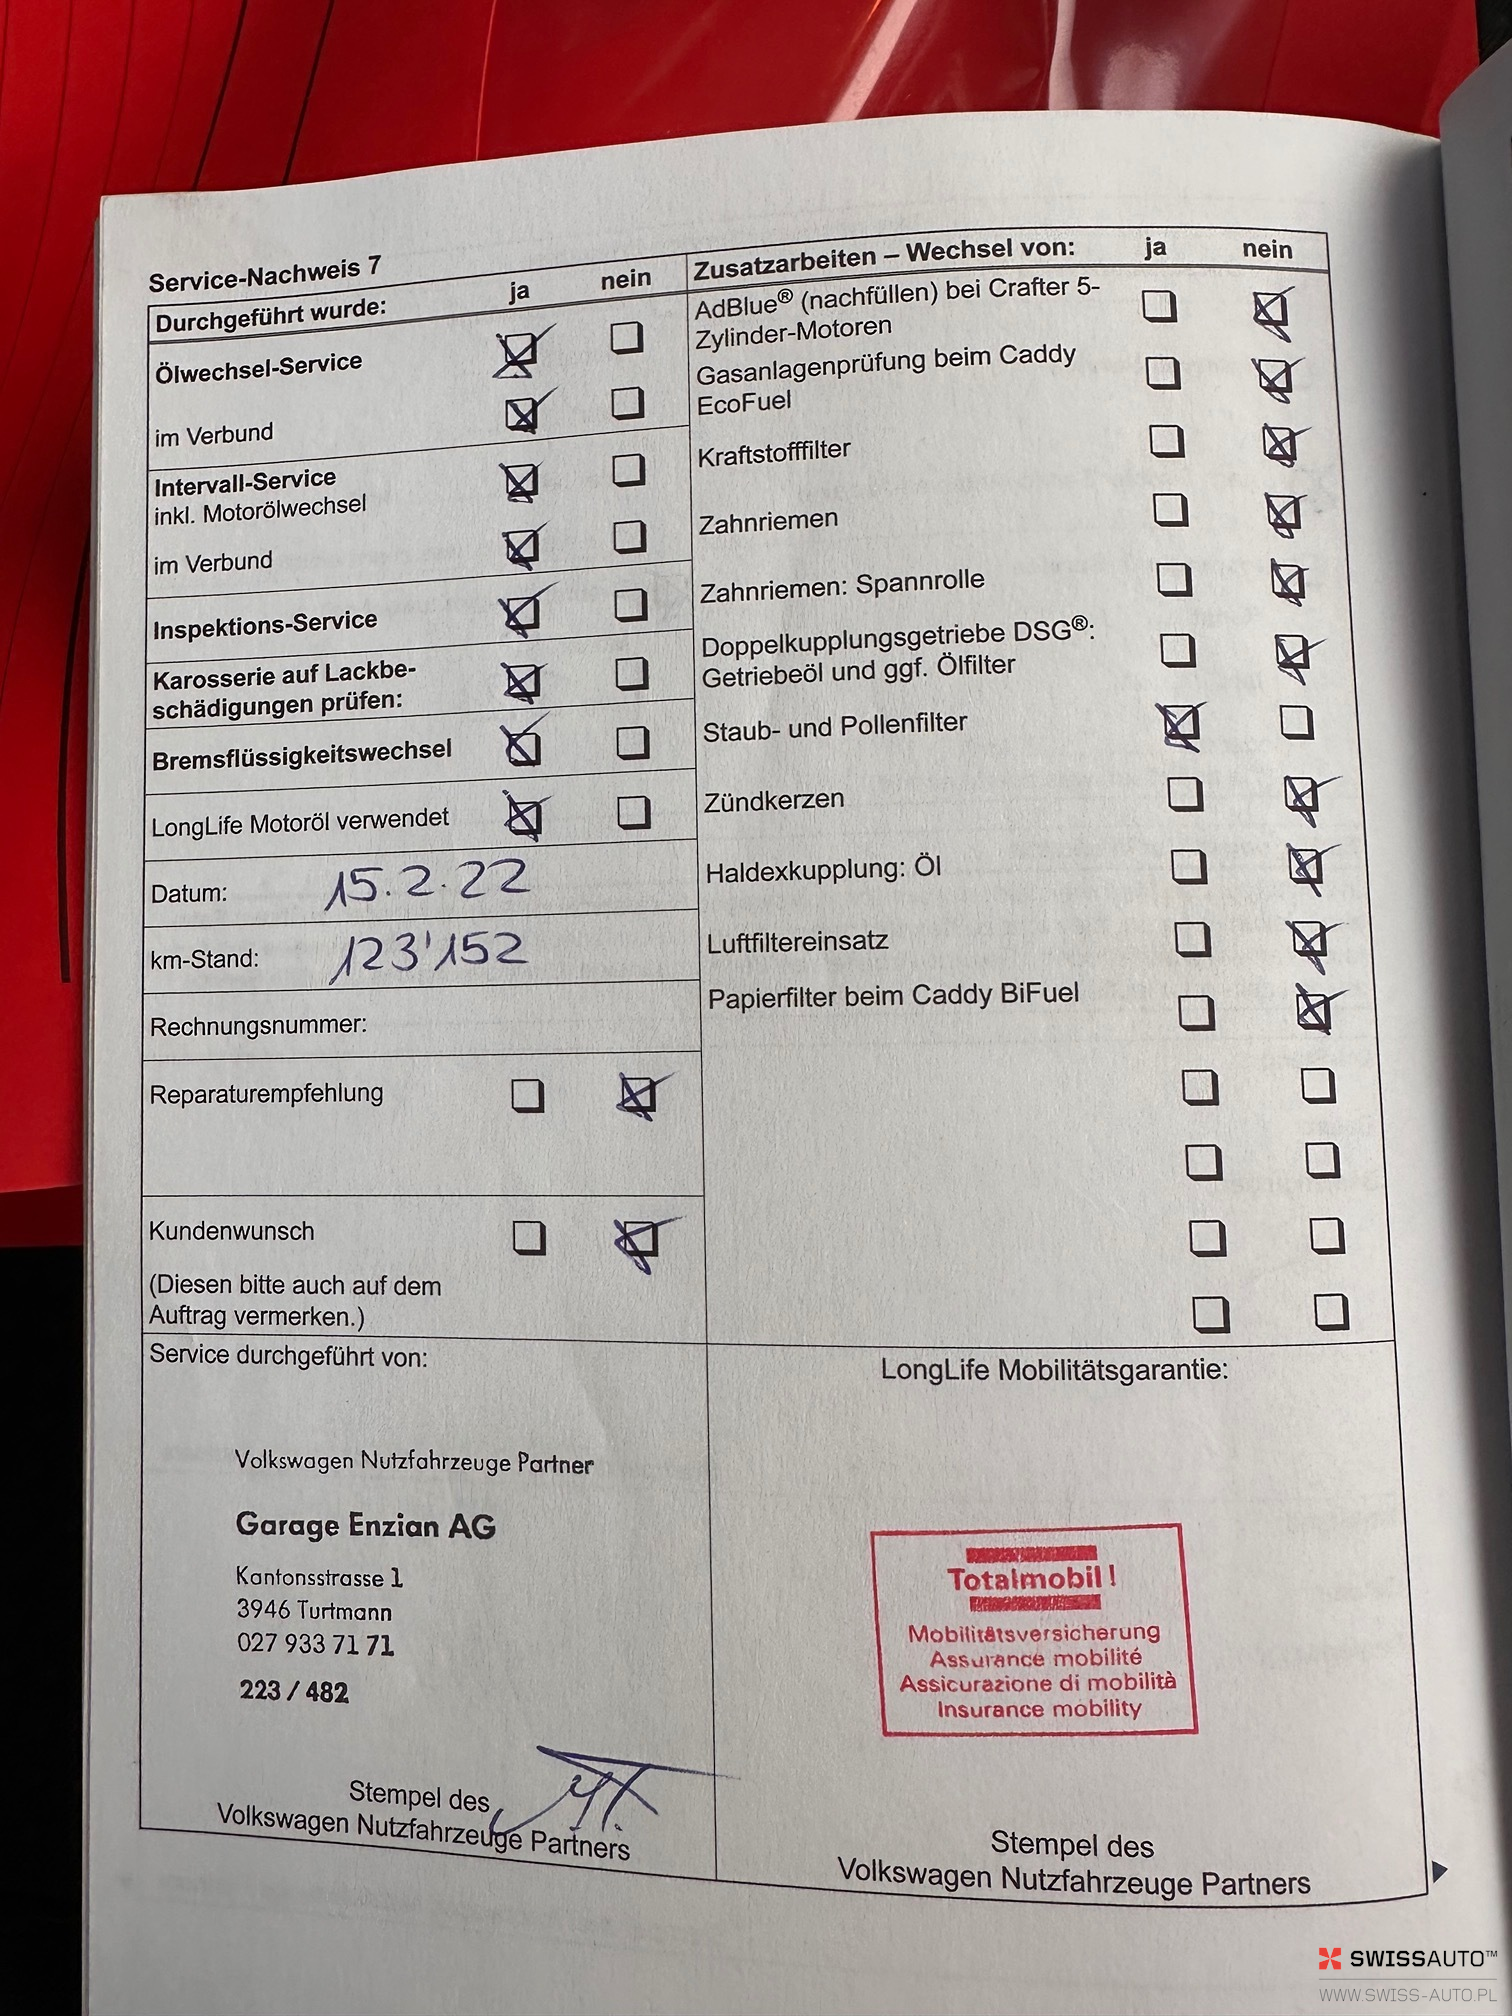 Service-Nachweis 7
Durchgeführt wurde: ja nein
Ölwechsel-Service
im Verbund
Intervall-Service
inkl. Motorölwechsel
im Verbund
Inspektions-Service
Karosserie auf Lackbe-
schädigungen prüfen:
Bremsflüssigkeitswechsel
LongLife Motoröl verwendet
Datum: 15.2.22
km-Stand: 123'152
Rechnungsnummer:
Reparaturempfehlung
Kundenwunsch
(Diesen bitte auch auf dem
Auftrag vermerken.)
Zusatzarbeiten – Wechsel von: ja nein
AdBlue® (nachfüllen) bei Crafter 5-
Zylinder-Motoren
Gasanlagenprüfung beim Caddy
EcoFuel
Kraftstofffilter
Zahnriemen
Zahnriemen: Spannrolle
Doppelkupplungsgetriebe DSG®:
Getriebeöl und ggf. Ölfilter
Staub- und Pollenfilter
Zündkerzen
Haldexkupplung: Öl
Luftfiltereinsatz
Papierfilter beim Caddy BiFuel
Service durchgeführt von:
Volkswagen Nutzfahrzeuge Partner
Garage Enzian AG
Kantonsstrasse 1
3946 Turtmann
027 933 71 71
223 / 482
Stempel des
Volkswagen Nutzfahrzeuge Partners
LongLife Mobilitätsgarantie:
Totalmobil!
Mobilitätsversicherung
Assurance mobilité
Assicurazione di mobilità
Insurance mobility
Stempel des
Volkswagen Nutzfahrzeuge Partners
SWISSAUTO™
WWW.SWISS-AUTO.PL